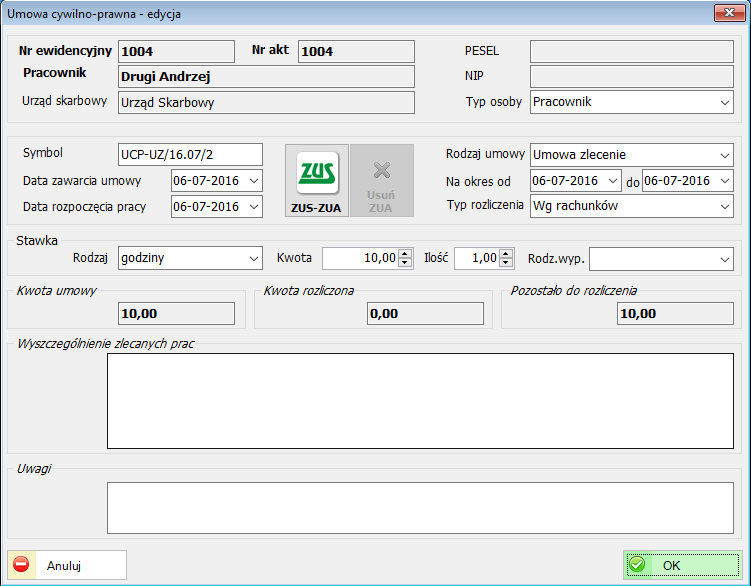 Umowa cywilno-prawna - edycja
Nr ewidencyjny 1004 Nr akt 1004 PESEL
Pracownik Drugi Andrzej NIP
Urząd skarbowy Urząd Skarbowy Typ osoby Pracownik
Symbol UCP-UZ/16.07/2 Rodzaj umowy Umowa zlecenie
Data zawarcia umowy 06-07-2016 ZUS Na okres od 06-07-2016 do 06-07-2016
Data rozpoczęcia pracy 06-07-2016 ZUS-ZUA Usuń ZUA Typ rozliczenia Wg rachunków
Stawka
Rodzaj godziny Kwota 10,00 Ilość 1,00 Rodz.wyp.
Kwota umowy Kwota rozliczona Pozostało do rozliczenia
10,00 0,00 10,00
Wyszczególnienie zlecanych prac
Uwagi
Anuluj OK